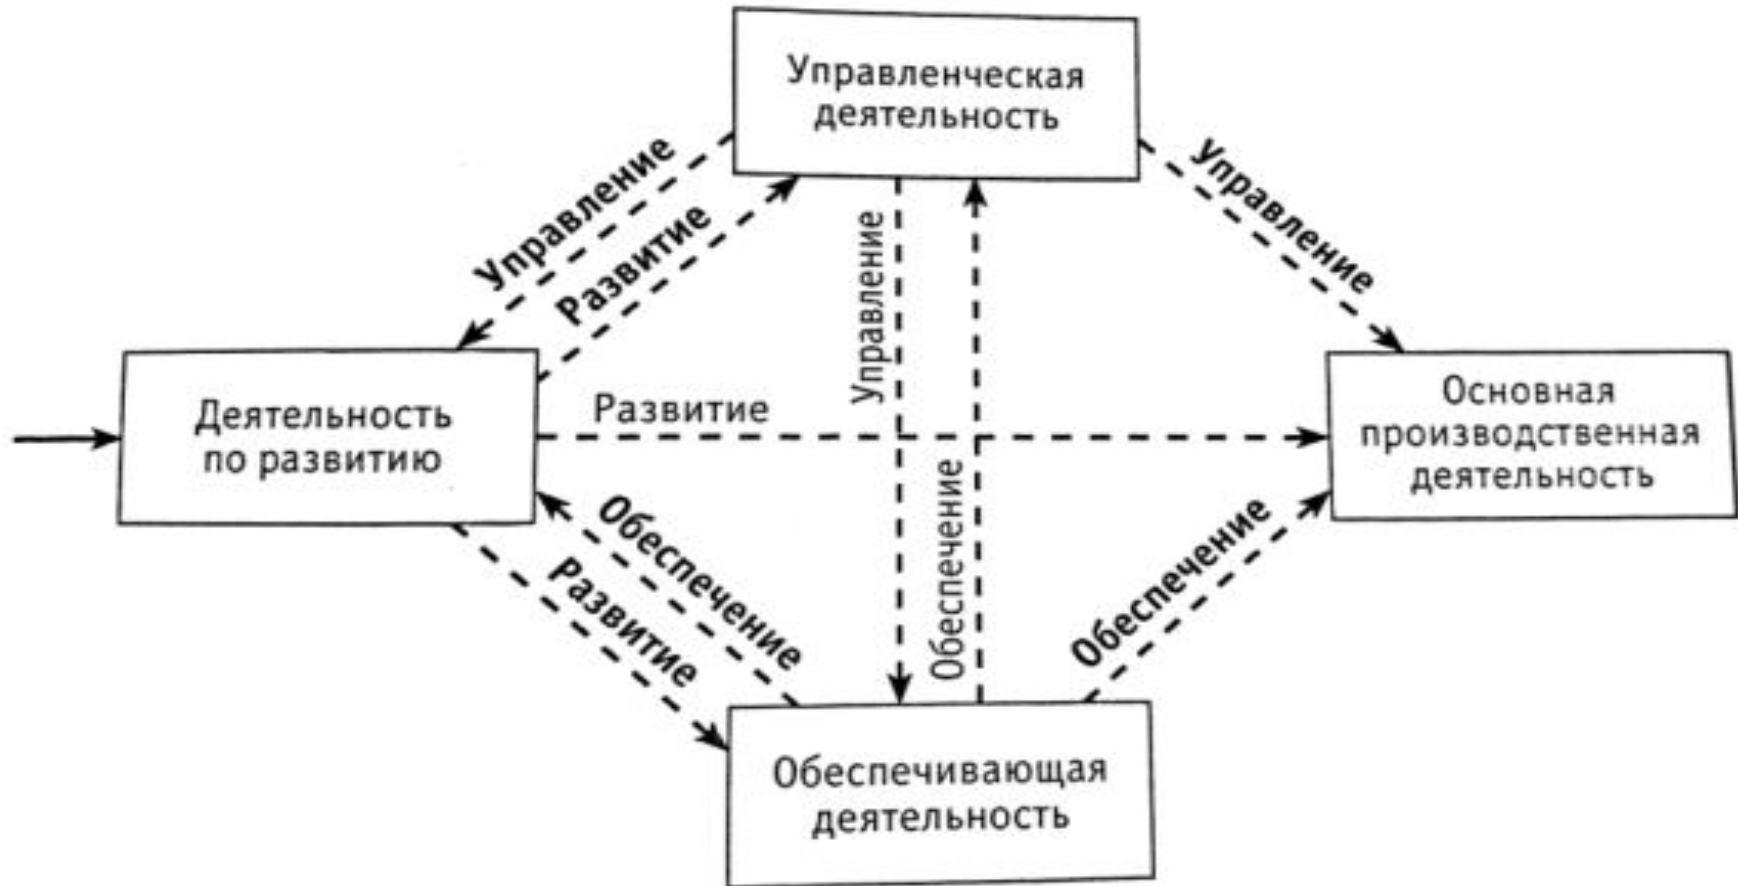 Управленческая
деятельность
Управление
Развитие
Управление
Управление
Деятельность
по развитию
Развитие
Основная
производственная
деятельность
Обеспечение
Развитие
Обеспечение
Обеспечение
Обеспечивающая
деятельность